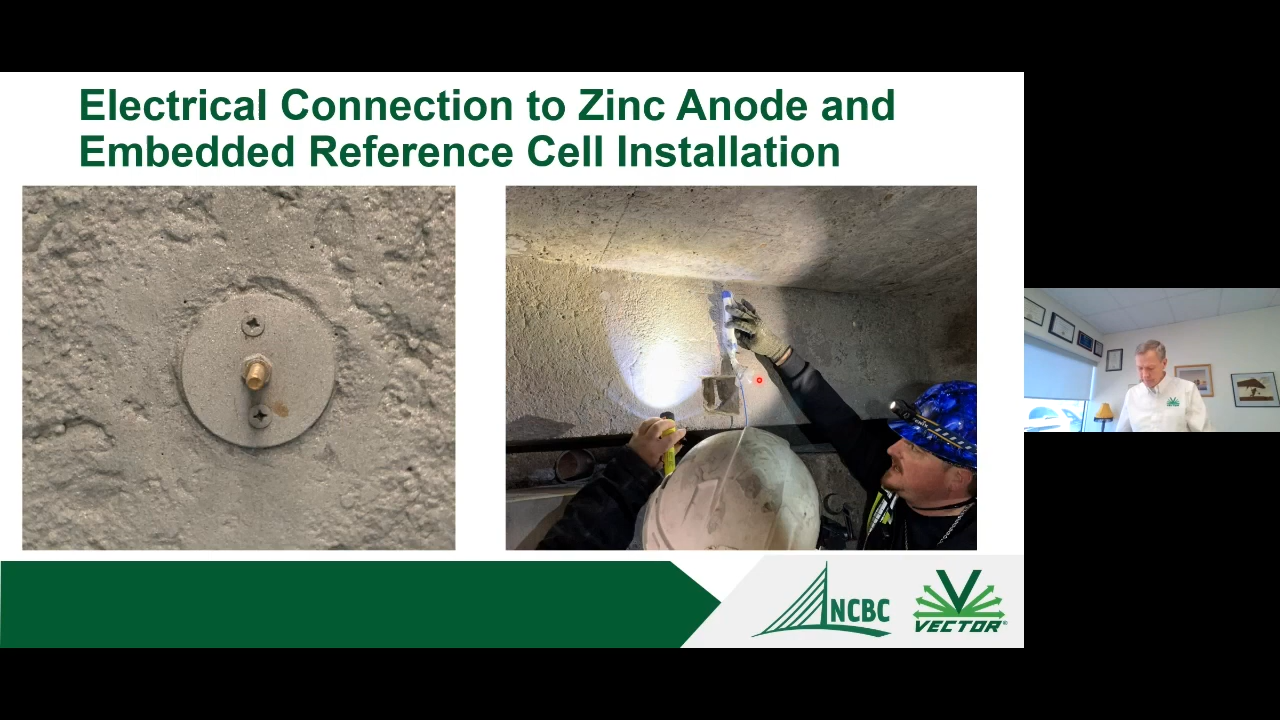 Electrical Connection to Zinc Anode and
Embedded Reference Cell Installation
NCBC
VECTOR®